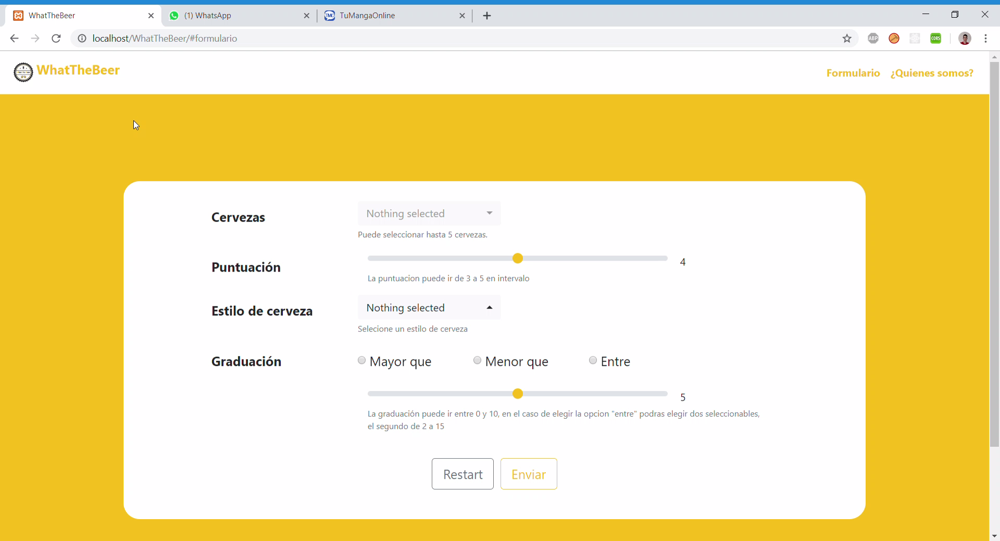 WhatTheBeer
(1) WhatsApp
TMO
TuMangaOnline
localhost/WhatTheBeer/#formulario
ABP
CORS
WhatTheBeer
Formulario
¿Quienes somos?
Cervezas
Nothing selected
Puede seleccionar hasta 5 cervezas.
Puntuación
4
La puntuacion puede ir de 3 a 5 en intervalo
Estilo de cerveza
Nothing selected
Selecione un estilo de cerveza
Graduación
Mayor que
Menor que
Entre
5
La graduación puede ir entre 0 y 10, en el caso de elegir la opcion "entre" podras elegir dos seleccionables,
el segundo de 2 a 15
Restart
Enviar